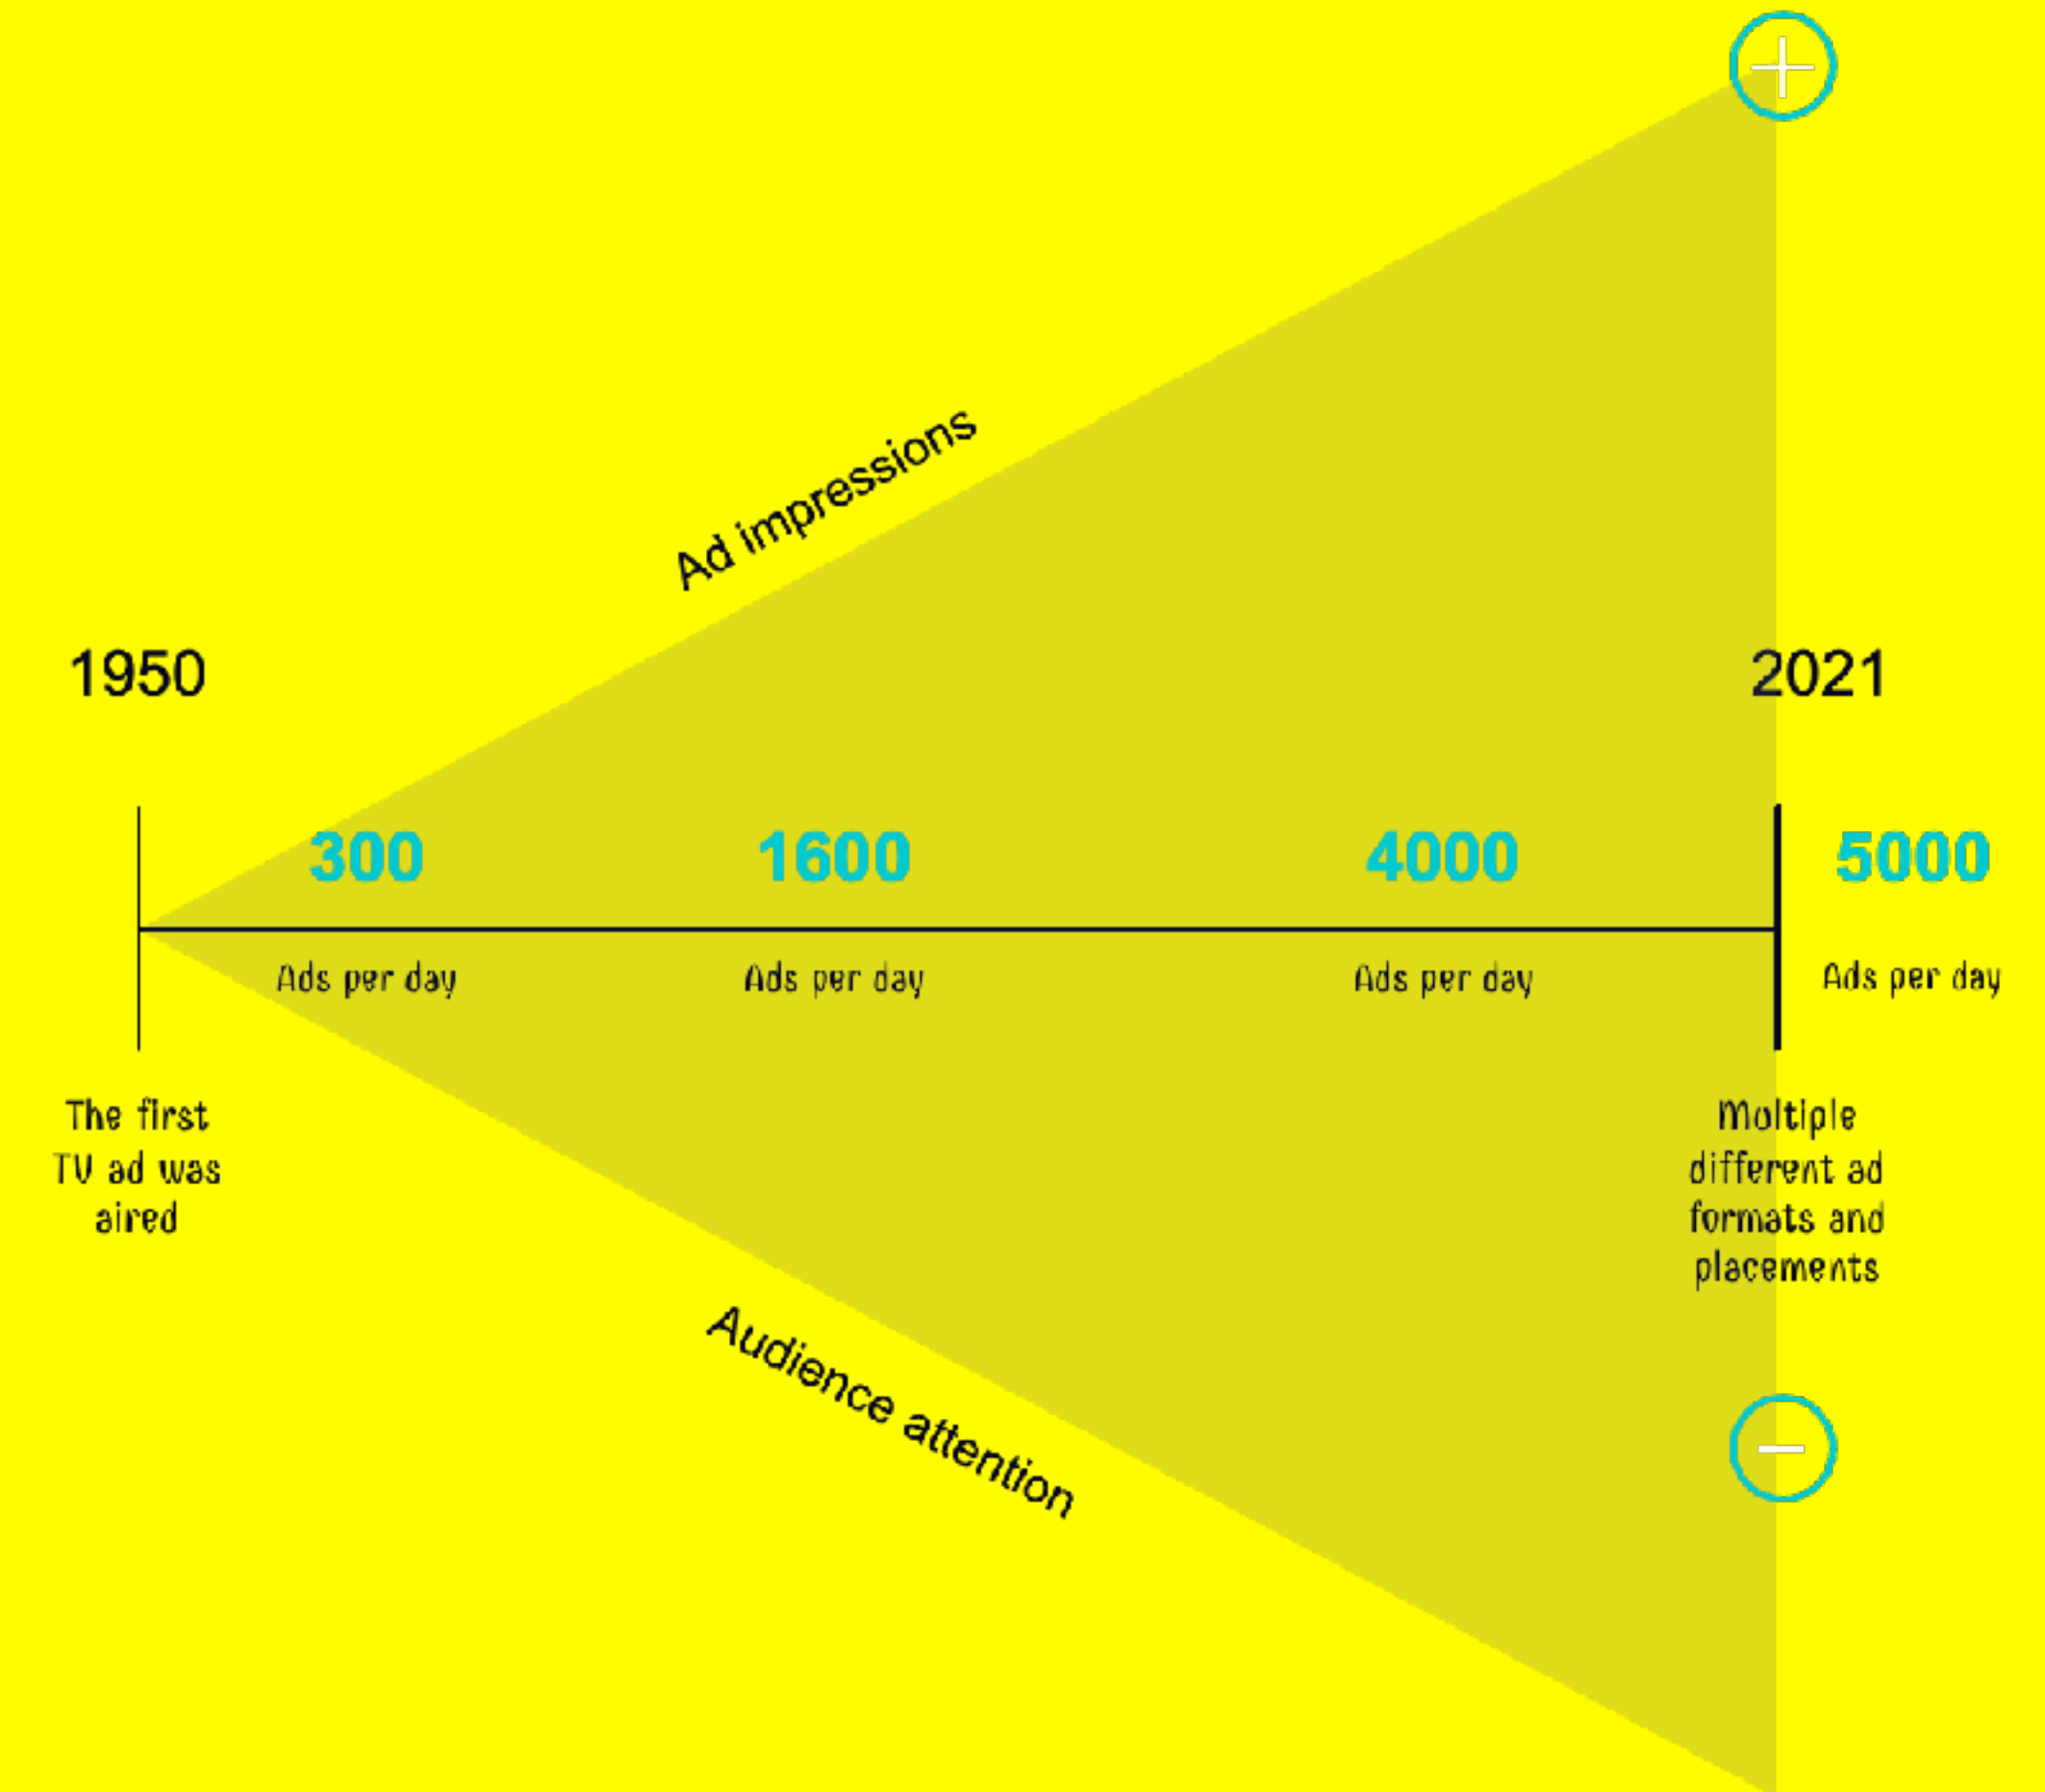 Ad impressions
1950
2021
300
1600
4000
5000
Ads per day
Ads per day
Ads per day
Ads per day
The first
TV ad was
aired
Multiple
different ad
formats and
placements
Audience attention